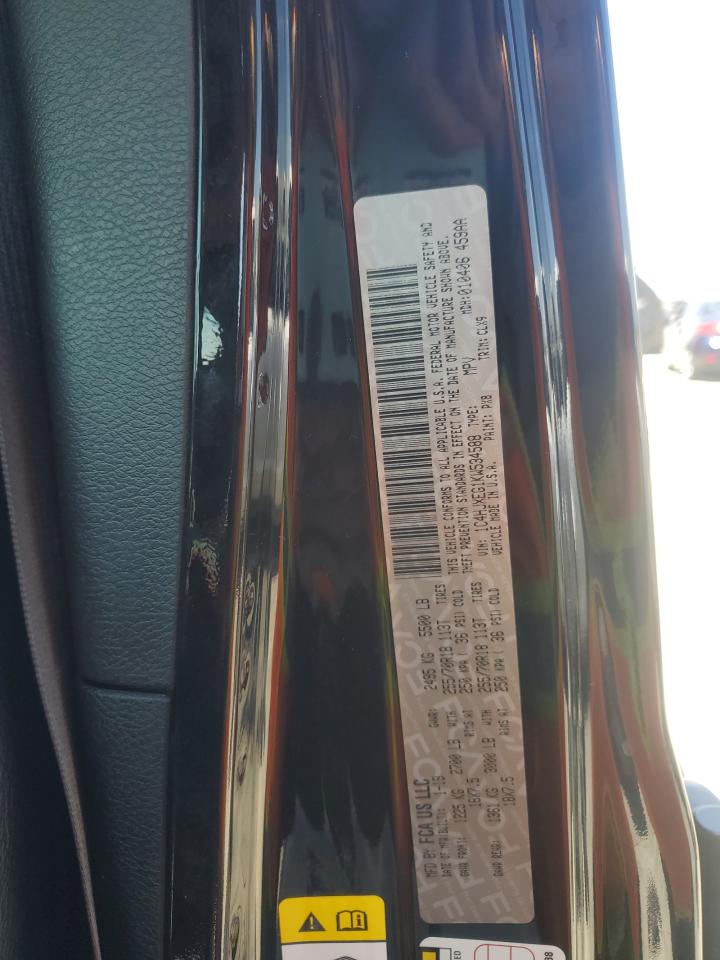 MFD BY FCA US LLC
DATE OF MFR 1-19 GVWR: 2495 KG 5500 LB
GAWR FRONT: 1225 KG 2700 LB WITH 255/70R18 113T TIRES
18X7.5 RIMS AT 250 KPA ( 36 PSI) COLD
GAWR REAR: 1361 KG 3000 LB WITH 255/70R18 113T TIRES
18X7.5 RIMS AT 250 KPA ( 36 PSI) COLD
THIS VEHICLE CONFORMS TO ALL APPLICABLE U.S.A. FEDERAL MOTOR VEHICLE SAFETY AND
THEFT PREVENTION STANDARDS IN EFFECT ON THE DATE OF MANUFACTURE SHOWN ABOVE.
VIN: 1C4HJXEG1KW534588 TYPE: MPV MDH:010406 459AA
VEHICLE MADE IN U.S.A. PAINT: PX8 TRIM: CLX9